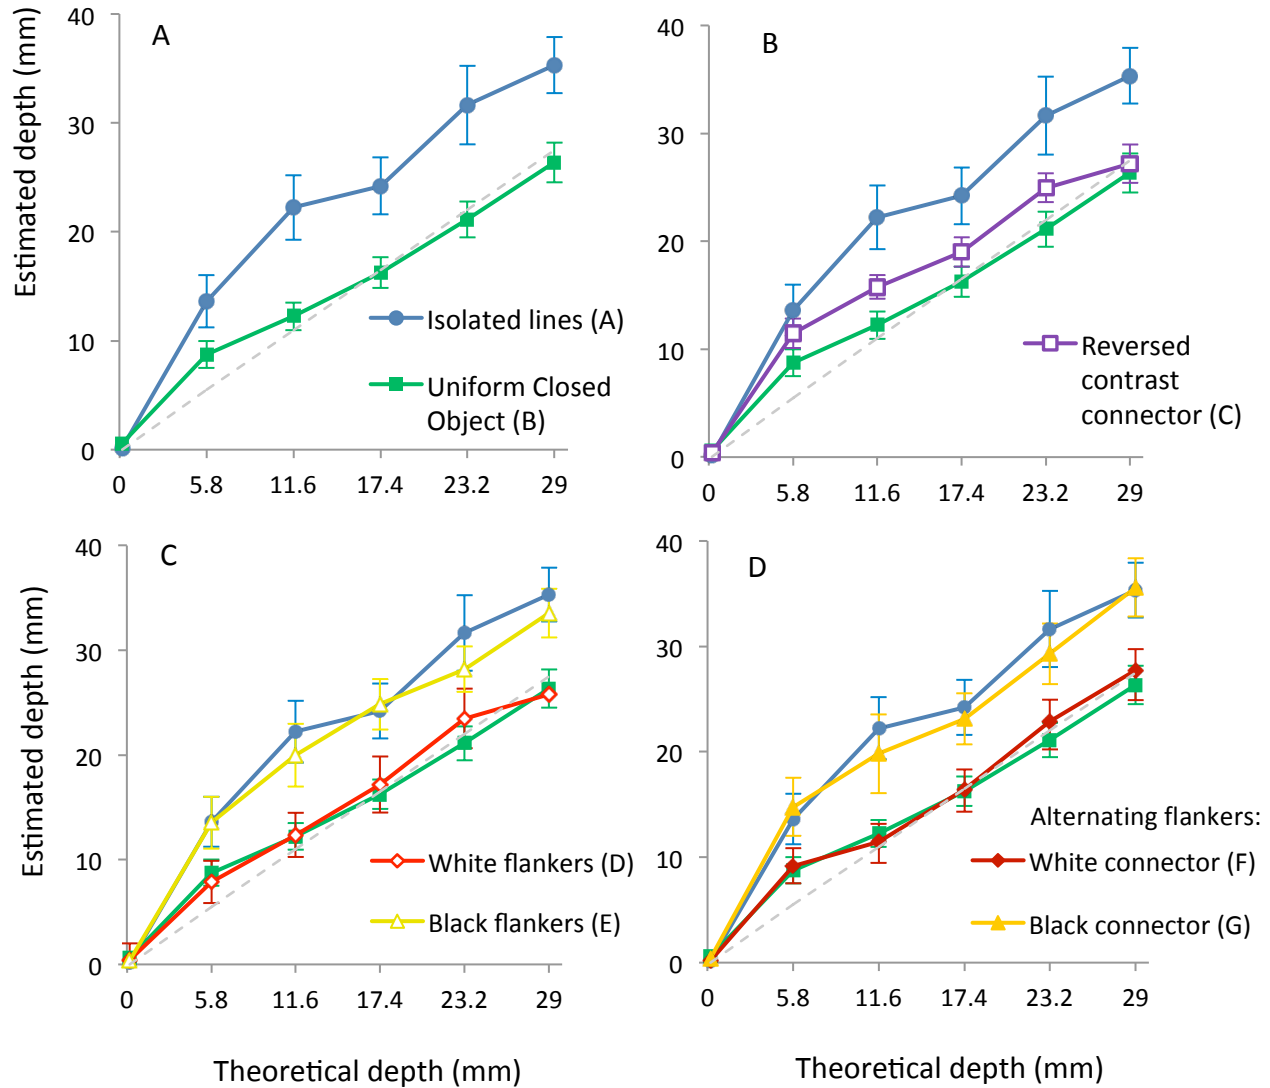 A
Estimated depth (mm)
40
30
20
10
0
0 5.8 11.6 17.4 23.2 29
Isolated lines (A)
Uniform Closed
Object (B)
B
40
30
20
10
0
0 5.8 11.6 17.4 23.2 29
Reversed
contrast
connector (C)
C
Estimated depth (mm)
40
30
20
10
0
0 5.8 11.6 17.4 23.2 29
White flankers (D)
Black flankers (E)
Theoretical depth (mm)
D
40
30
20
10
0
0 5.8 11.6 17.4 23.2 29
Alternating flankers:
White connector (F)
Black connector (G)
Theoretical depth (mm)